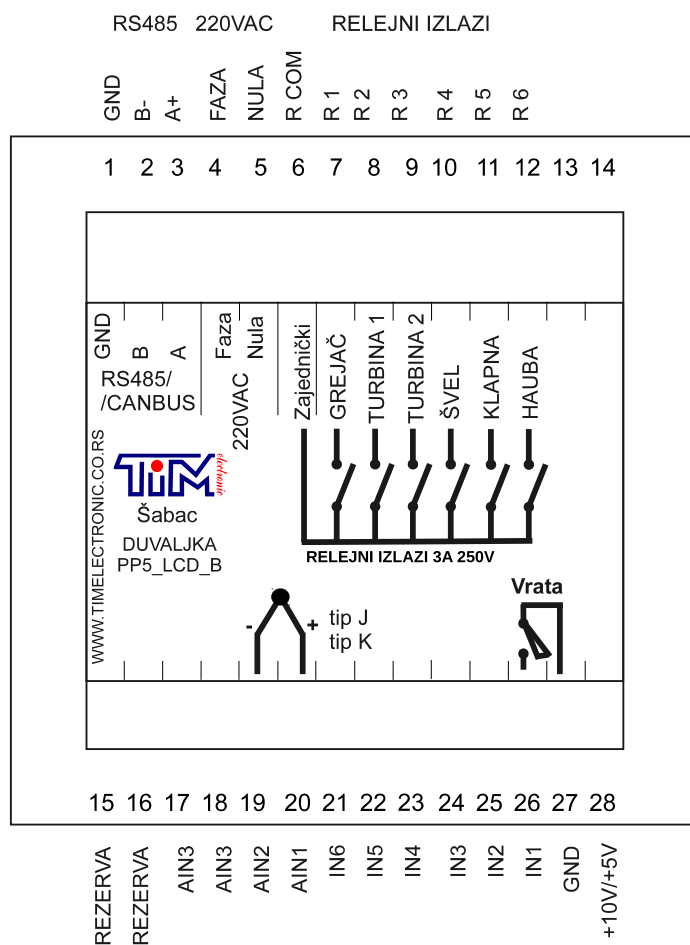 RS485 220VAC RELEJNI IZLAZI
GND B- A+ FAZA NULA R COM R 1 R 2 R 3 R 4 R 5 R 6
1 2 3 4 5 6 7 8 9 10 11 12 13 14
GND B A Faza Nula Zajednički GREJAČ TURBINA 1 TURBINA 2 ŠVEL KLAPNA HAUBA
RS485/
/CANBUS
220VAC
WWW.TIMELECTRONIC.CO.RS
TiM electronic
Šabac
DUVALJKA
PP5_LCD_B
RELEJNI IZLAZI 3A 250V
- + tip J
tip K
Vrata
15 16 17 18 19 20 21 22 23 24 25 26 27 28
REZERVA REZERVA AIN3 AIN3 AIN2 AIN1 IN6 IN5 IN4 IN3 IN2 IN1 GND +10V/+5V